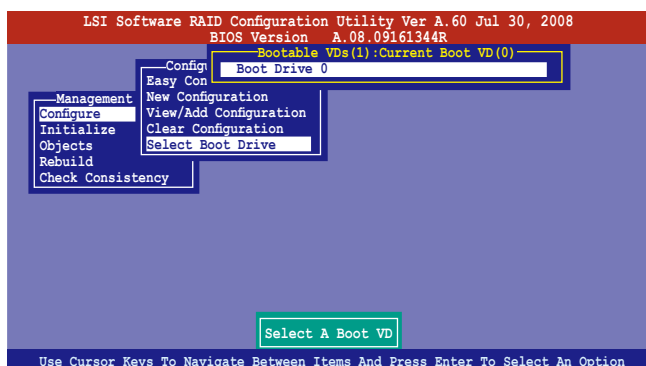 LSI Software RAID Configuration Utility Ver A.60 Jul 30, 2008
BIOS Version A.08.09161344R
Bootable VDs(1):Current Boot VD(0)
Boot Drive 0
Easy Con
New Configuration
View/Add Configuration
Clear Configuration
Select Boot Drive
Management
Configure
Initialize
Objects
Rebuild
Check Consistency
Select A Boot VD
Use Cursor Keys To Navigate Between Items And Press Enter To Select An Option